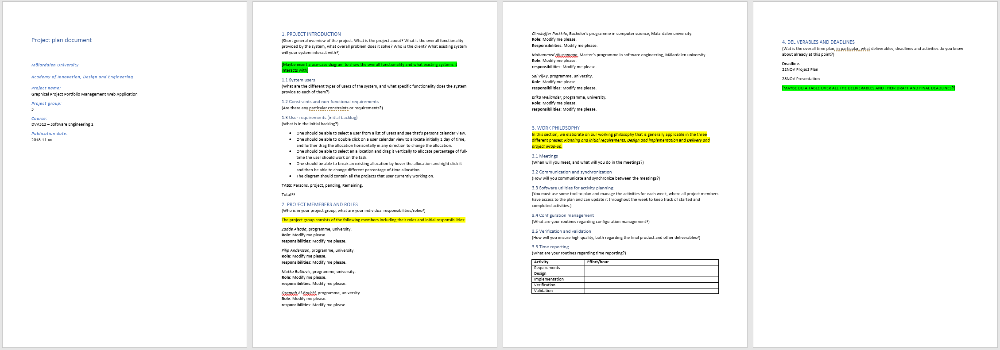 Project plan document
Mälardalen University
Academy of Innovation, Design and Engineering
Project name:
Graphical Project Portfolio Management Web Application
Project group:
3
Course:
DVA313 – Software Engineering 2
Publication date:
2018-11-xx
1. PROJECT INTRODUCTION
(Short general overview of the project: What is the project about? What is the overall functionality
provided by the system, what overall problem does it solve? Who is the client? What existing system
will your system interact with?)
[Maybe insert a use-case diagram to show the overall functionality and what existing systems it
interacts with]
1.1 System users
(What are the different types of users of the system, and what specific functionality does the system
provide to each of them?)
1.2 Constraints and non-functional requirements
(Are there any particular constraints or requirements?)
1.3 User requirements (initial backlog)
(What is in the initial backlog?)
• One should be able to select a user from a list of users and see that's persons calendar view.
• One should be able to double click on a user calendar view to allocate initially 1 day of time,
and further drag the allocation horizontally in any direction to change the allocation.
• One should be able to select an allocation and drag it vertically to allocate percentage of full-
time the user should work on the task.
• One should be able to break an existing allocation by hover the allocation and right click it
and then be able to change different percentage of-time allocation.
• The diagram should contain all the projects that user currently working on.
TABS: Persons, project, pending, Remaining,
Total??
2. PROJECT MEMEBERS AND ROLES
(Who is in your project group, what are your individual responsibilities/roles?)
The project group consists of the following members including their roles and initial responsibilities:
Zadde Alsada, programme, university.
Role: Modify me please.
responsibilities: Modify me please.
Filip Andersson, programme, university.
Role: Modify me please.
responsibilities: Modify me please.
Matko Butkovic, programme, university.
Role: Modify me please.
responsibilities: Modify me please.
Osamah Al-Braichi, programme, university.
Role: Modify me please.
responsibilities: Modify me please.
Christoffer Parkkila, Bachelor's programme in computer science, Mälardalen university.
Role: Modify me please.
Responsibilities: Modify me please.
Mohammed Abusamaan, Master's programme in software engineering, Mälardalen university.
Role: Modify me please.
responsibilities: Modify me please.
Sai VijAy, programme, university.
Role: Modify me please.
responsibilities: Modify me please.
Erika Weilander, programme, university.
Role: Modify me please.
responsibilities: Modify me please.
3. WORK PHILOSOPHY
In this section, we elaborate on our working philosophy that is generally applicable in the three
different phases: Planning and initial requirements, Design and implementation and Delivery and
project wrap-up.
3.1 Meetings
(When will you meet, and what will you do in the meetings?)
3.2 Communication and synchronization
(How will you communicate and synchronize between the meetings?)
3.3 Software utilities for activity planning
(You must use some tool to plan and manage the activities for each week, where all project members
have access to the plan and can update it throughout the week to keep track of started and
completed activities.)
3.4 Configuration management
(What are your routines regarding configuration management?)
3.5 Verification and validation
(How will you ensure high quality, both regarding the final product and other deliverables?)
3.3 Time reporting
(What are your routines regarding time reporting?)
Activity Effort/hour
Requirements
Design
Implementation
Verification
Validation
4. DELIVERABLES AND DEADLINES
(Wat is the overall time plan, in particular, what deliverables, deadlines and activities do you know
about already at this point?)
Deadline:
22NOV Project Plan
28NOV Presentation
[MAYBE DO A TABLE OVER ALL THE DELIVERABLES AND THEIR DRAFT AND FINAL DEADLINES?]